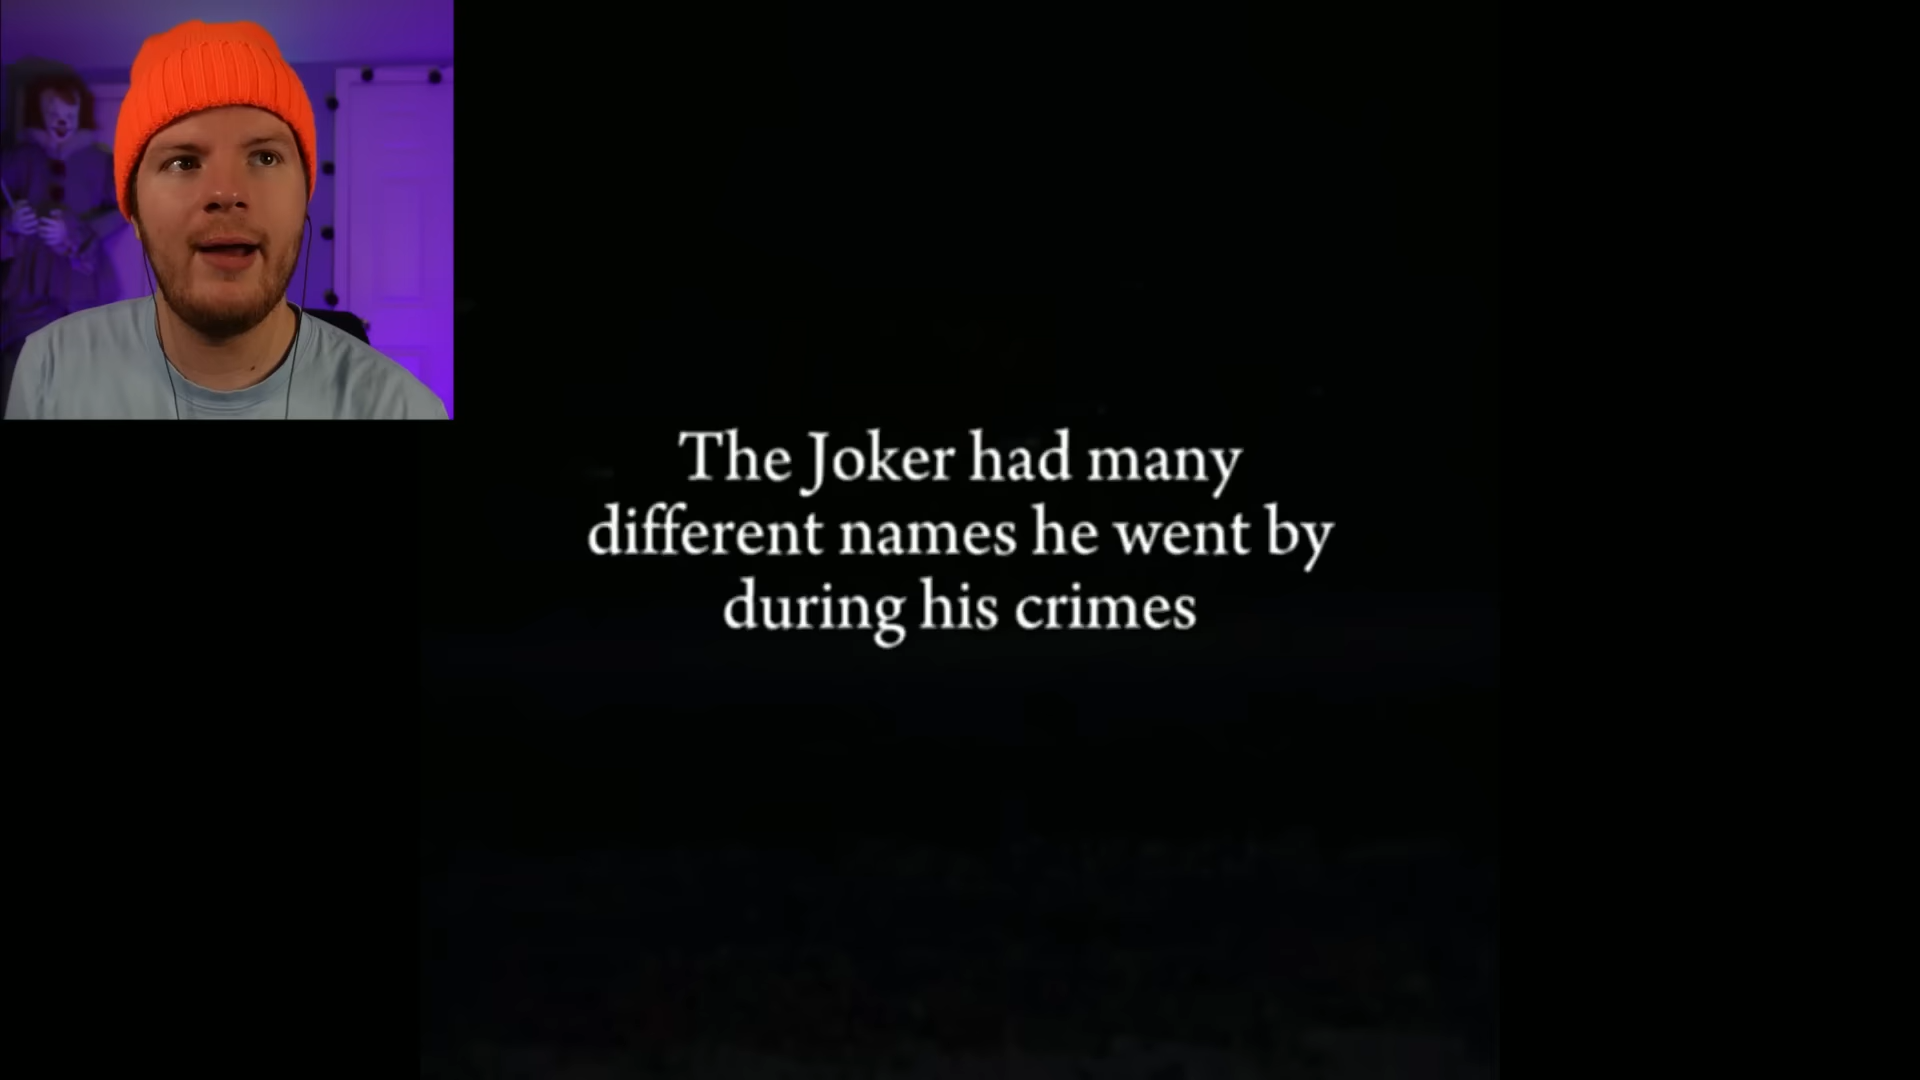 The Joker had many
different names he went by
during his crimes